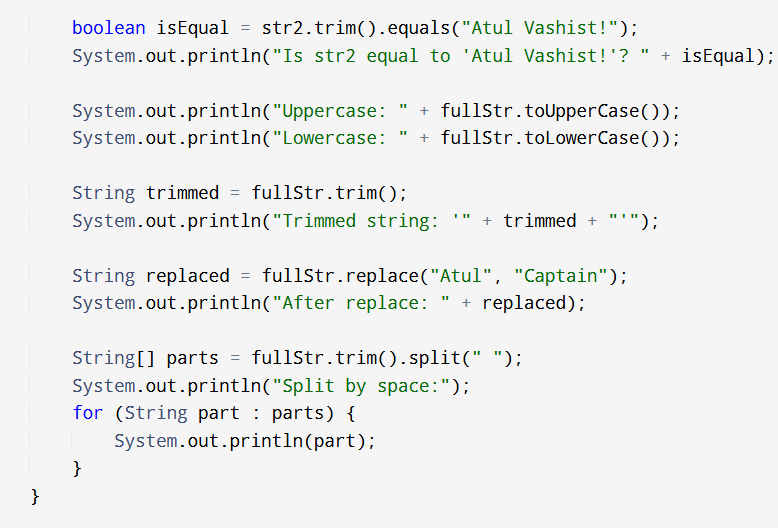 boolean isEqual = str2.trim().equals("Atul Vashist!");
System.out.println("Is str2 equal to 'Atul Vashist!'? " + isEqual);
System.out.println("Uppercase: " + fullStr.toUpperCase());
System.out.println("Lowercase: " + fullStr.toLowerCase());
String trimmed = fullStr.trim();
System.out.println("Trimmed string: '" + trimmed + "'");
String replaced = fullStr.replace("Atul", "Captain");
System.out.println("After replace: " + replaced);
String[] parts = fullStr.trim().split(" ");
System.out.println("Split by space:");
for (String part : parts) {
System.out.println(part);
}
}